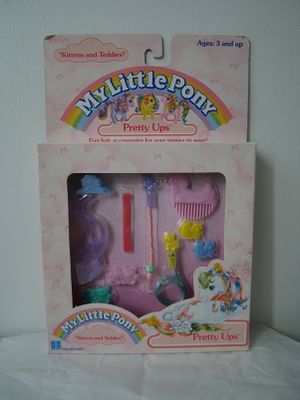 "Kittens and Teddies"
Ages: 3 and up
My Little Pony
Pretty Ups
Fun hair accessories for your ponies to wear!
My Little Pony
"Kittens and Teddies"
Pretty Ups